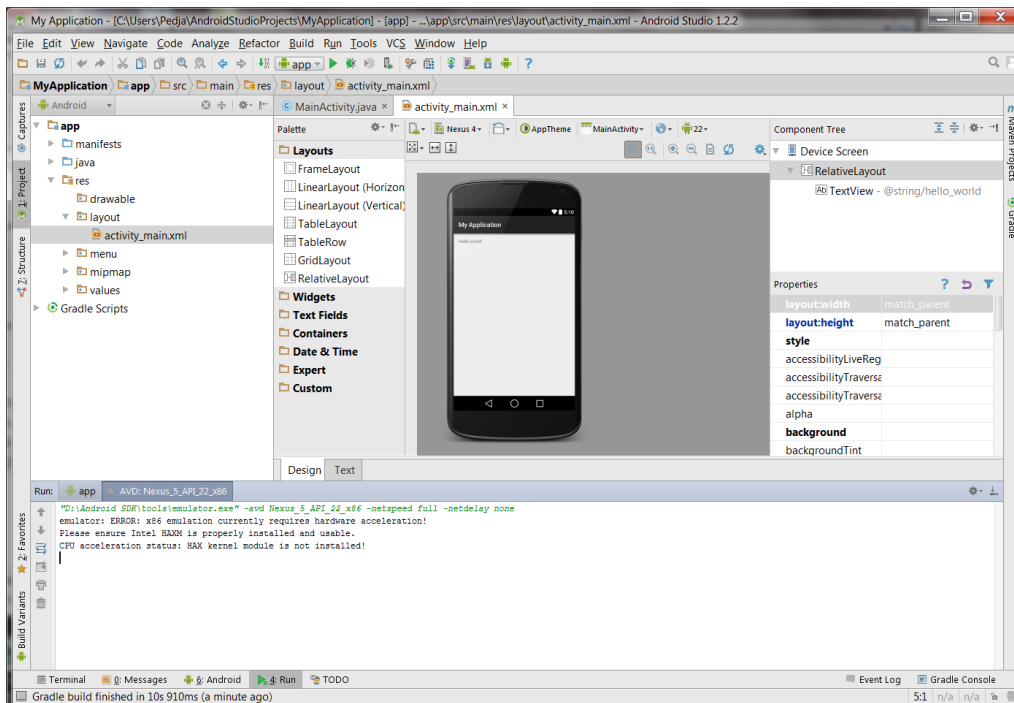 My Application - [C:\Users\Pedja\AndroidStudioProjects\MyApplication] - [app] - ...\app\src\main\res\layout\activity_main.xml - Android Studio 1.2.2
File Edit View Navigate Code Analyze Refactor Build Run Tools VCS Window Help
app
MyApplication app src main res layout activity_main.xml
Captures
1: Project
7: Structure
2: Favorites
Build Variants
Android
app
manifests
java
res
drawable
layout
activity_main.xml
menu
mipmap
values
Gradle Scripts
MainActivity.java
activity_main.xml
Palette
Layouts
FrameLayout
LinearLayout (Horizon
LinearLayout (Vertical)
TableLayout
TableRow
GridLayout
RelativeLayout
Widgets
Text Fields
Containers
Date & Time
Expert
Custom
Nexus 4 AppTheme MainActivity 22
5:10
My Application
Hello world!
Design Text
Component Tree
Device Screen
RelativeLayout
TextView - @string/hello_world
Properties
layout:width match_parent
layout:height match_parent
style
accessibilityLiveReg
accessibilityTraversa
accessibilityTraversa
alpha
background
backgroundTint
Maven Projects
Gradle
Run: app AVD: Nexus_5_API_22_x86
"D:\Android SDK\tools\emulator.exe" -avd Nexus_5_API_22_x86 -netspeed full -netdelay none
emulator: ERROR: x86 emulation currently requires hardware acceleration!
Please ensure Intel HAXM is properly installed and usable.
CPU acceleration status: HAX kernel module is not installed!
Terminal 0: Messages 6: Android 4: Run TODO Event Log Gradle Console
Gradle build finished in 10s 910ms (a minute ago) 5:1 n/a n/a